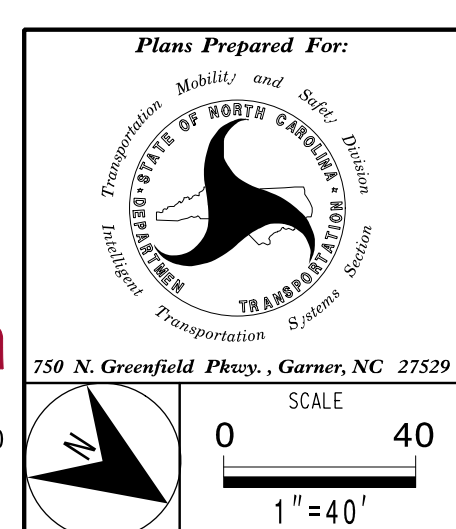 Plans Prepared For:
Transportation Mobility and Safety Division
STATE OF NORTH CAROLINA
DEPARTMEN TRANSPORTATION
Intelligent Transportation Systems Section
750 N. Greenfield Pkwy. , Garner, NC 27529
N
SCALE
0 40
1"=40'